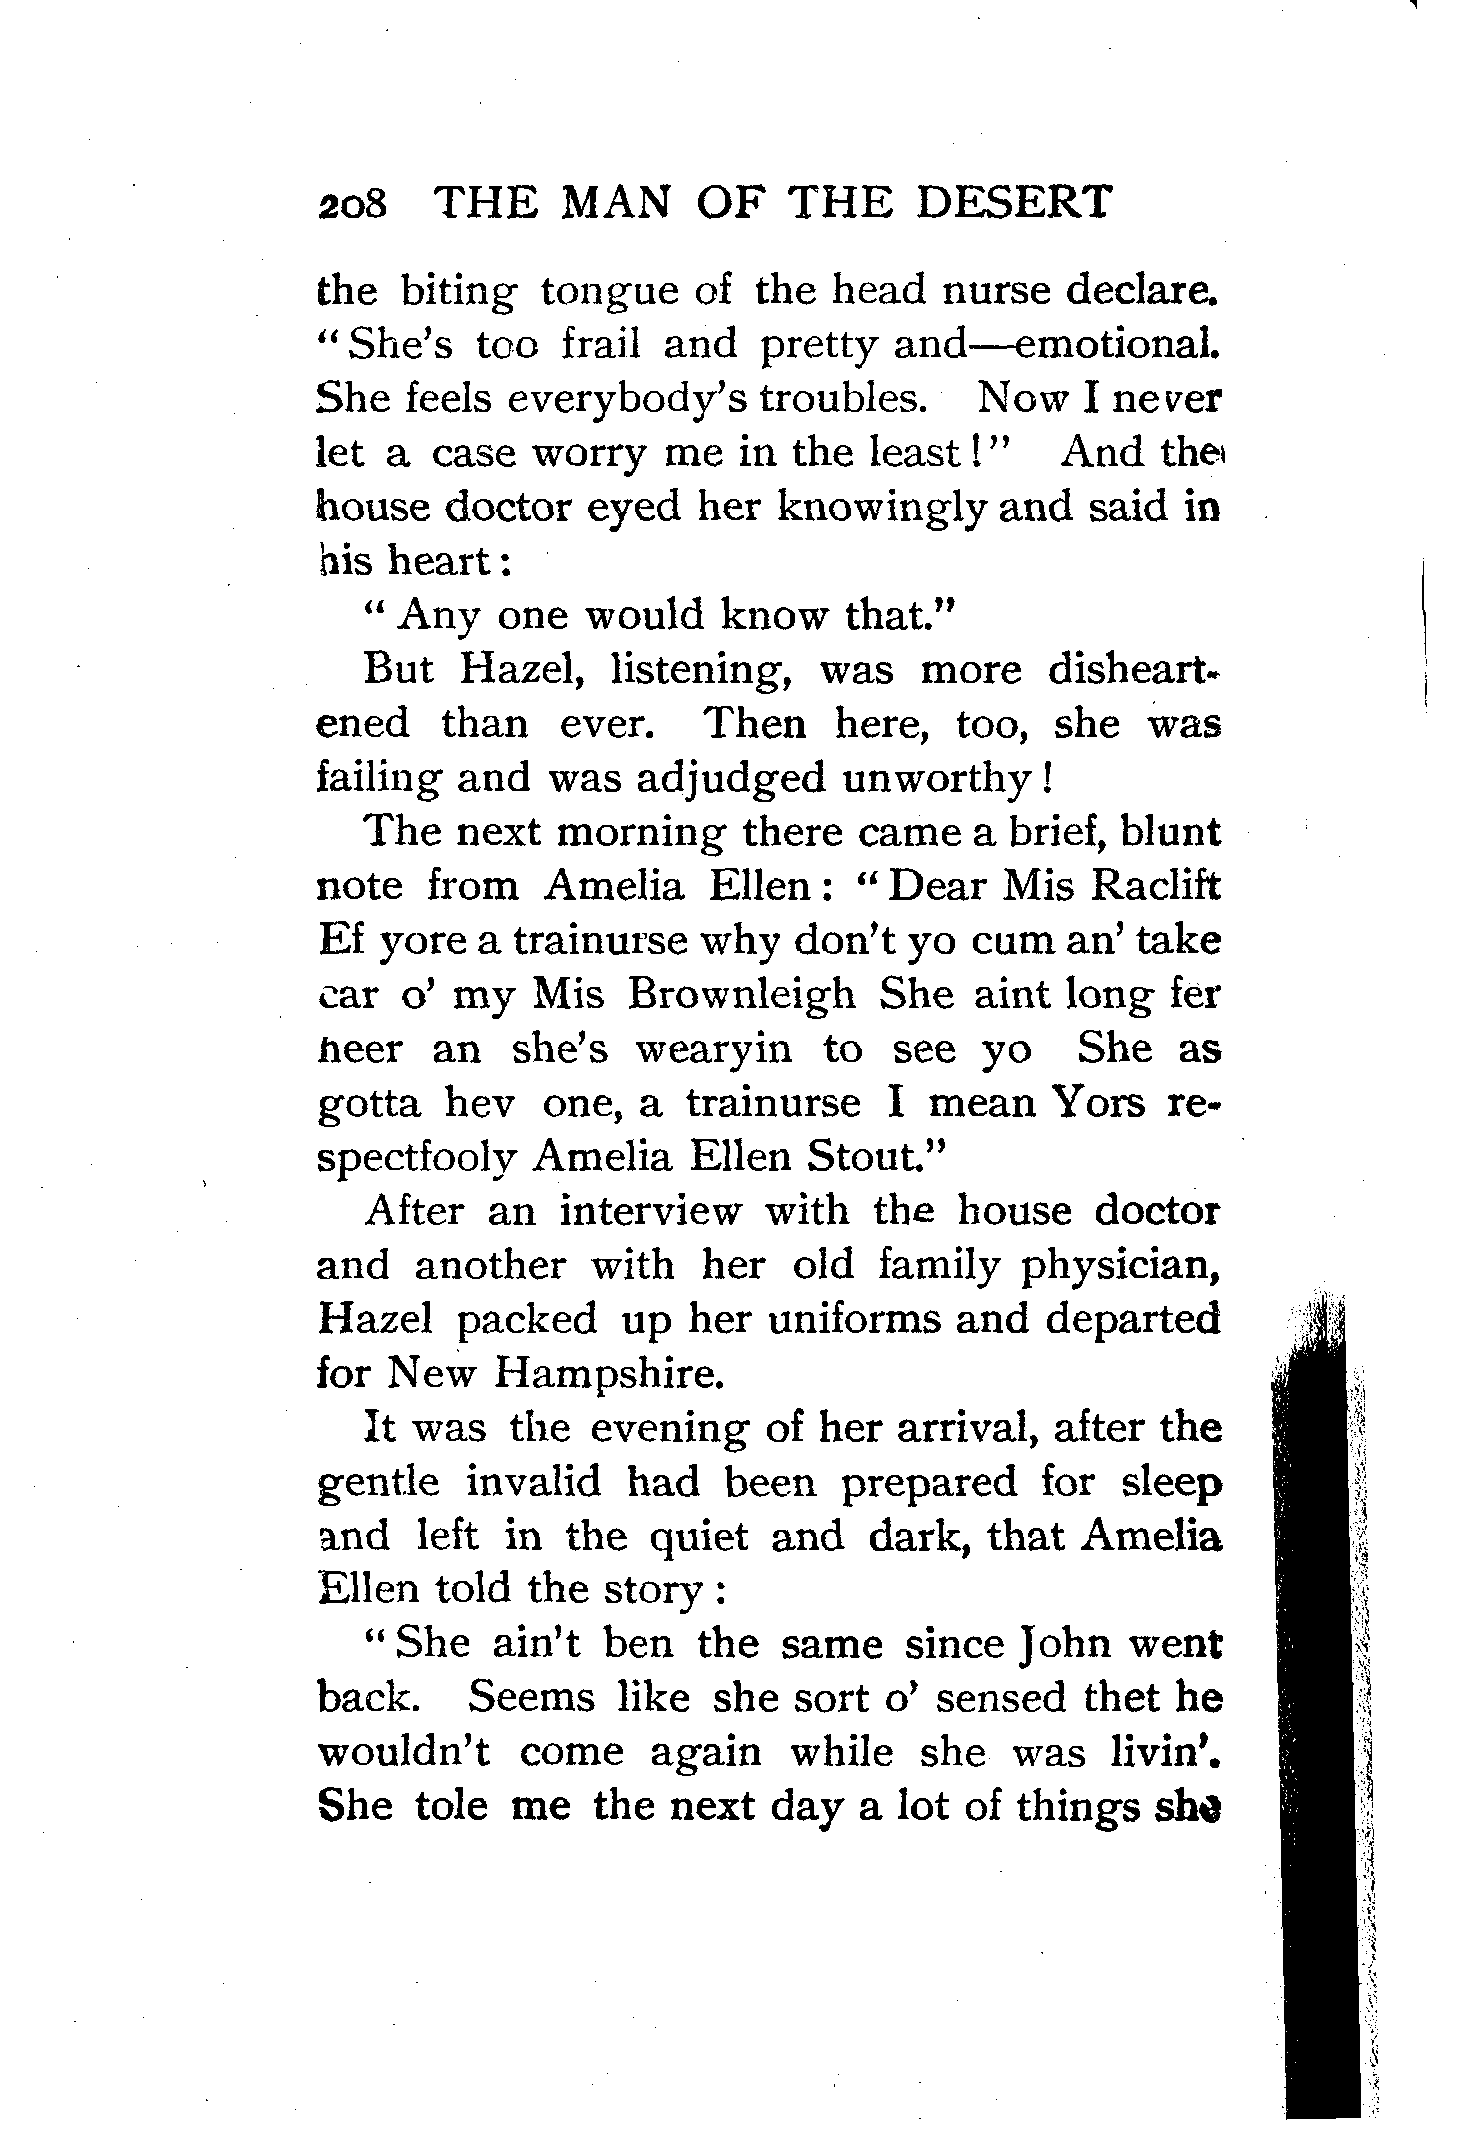 208 THE MAN OF THE DESERT
the biting tongue of the head nurse declare.
“She's too frail and pretty and—emotional.
She feels everybody's troubles. Now I never
let a case worry me in the least!” And the
house doctor eyed her knowingly and said in
his heart:
“Any one would know that.”
But Hazel, listening, was more disheart-
ened than ever. Then here, too, she was
failing and was adjudged unworthy!
The next morning there came a brief, blunt
note from Amelia Ellen: “Dear Mis Raclift
Ef yore a trainurse why don't yo cum an' take
car o' my Mis Brownleigh She aint long fer
heer an she's wearyin to see yo She as
gotta hev one, a trainurse I mean Yors re-
spectfooly Amelia Ellen Stout.”
After an interview with the house doctor
and another with her old family physician,
Hazel packed up her uniforms and departed
for New Hampshire.
It was the evening of her arrival, after the
gentle invalid had been prepared for sleep
and left in the quiet and dark, that Amelia
Ellen told the story:
“She ain't ben the same since John went
back. Seems like she sort o' sensed thet he
wouldn't come again while she was livin'.
She tole me the next day a lot of things she